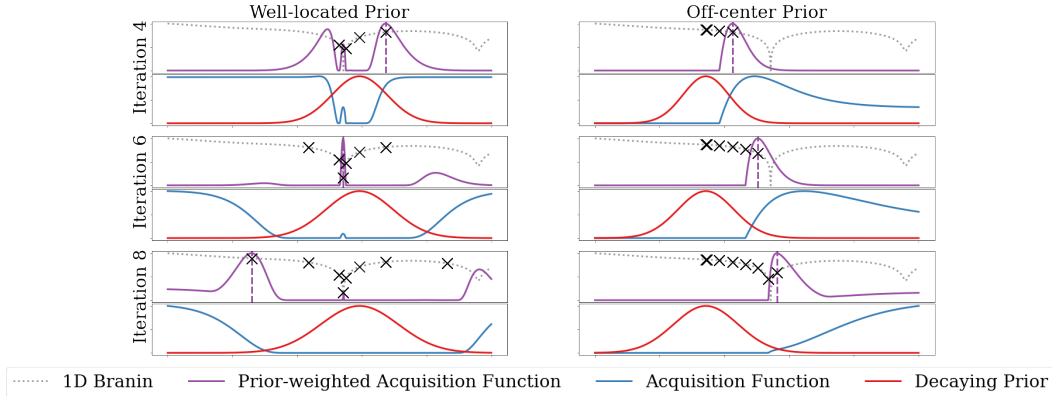 Well-located Prior
Off-center Prior
Iteration 4
Iteration 6
Iteration 8
1D Branin
Prior-weighted Acquisition Function
Acquisition Function
Decaying Prior